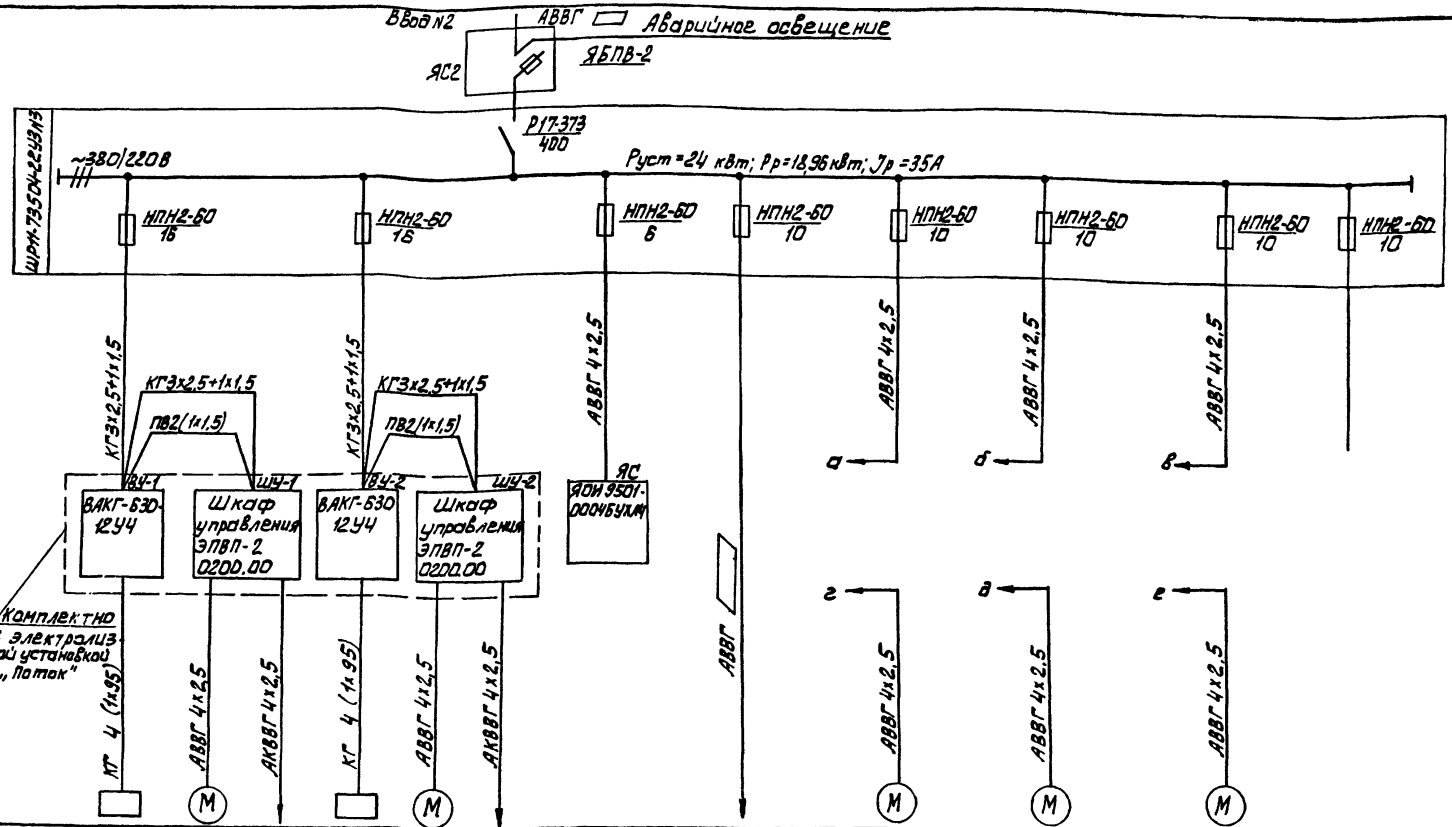 Ввод N2
АВВГ
Аварийное освещение
ЯС2
ЯБПВ-2
Р17-373
400
~380/220В
Руст=24 квт; Рр=18,96квт; Jр=35А
НПН2-60
16
НПН2-60
16
НПН2-60
6
НПН2-60
10
НПН2-60
10
НПН2-60
10
НПН2-60
10
НПН2-60
10
КГ3х2,5+1х1,5
КГ3х2,5+1х1,5
ПВ2(1х1,5)
КГ3х2,5+1х1,5
КГ3х2,5+1х1,5
ПВ2(1х1,5)
АВВГ 4х2,5
АВВГ 4х2,5
АВВГ 4х2,5
АВВГ 4х2,5
а
б
в
ВУ-1
ШУ-1
ВУ-2
ШУ-2
ЯС
ВАКГ-630-
12У4
Шкаф
управления
ЭПВП-2
0200.00
ВАКГ-630
12У4
Шкаф
управления
ЭПВП-2
0200.00
ЯОИ 9501-
г
д
е
Комплектно
электролиз-
ой установкой
„Поток"
КГ 4 (1х95)
АВВГ 4х2,5
АКВВГ 4х2,5
КГ 4 (1х95)
АВВГ 4х2,5
АКВВГ 4х2,5
АВВГ
АВВГ 4х2,5
АВВГ 4х2,5
АВВГ 4х2,5
М
М
М
М
М